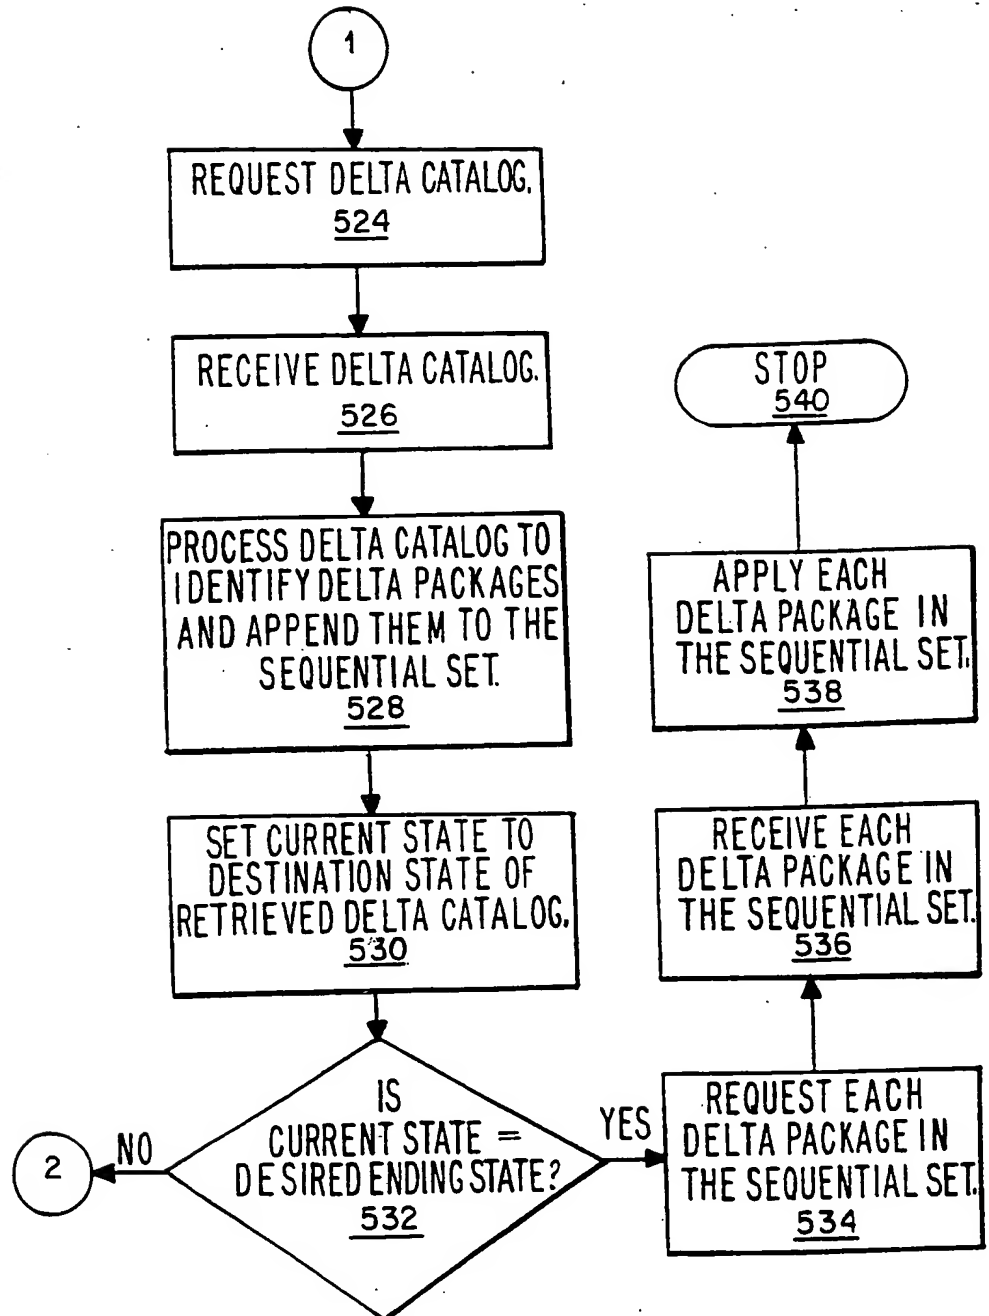 1
REQUEST DELTA CATALOG.
524
RECEIVE DELTA CATALOG.
526
PROCESS DELTA CATALOG TO
IDENTIFY DELTA PACKAGES
AND APPEND THEM TO THE
SEQUENTIAL SET.
528
SET CURRENT STATE TO
DESTINATION STATE OF
RETRIEVED DELTA CATALOG.
530
IS
CURRENT STATE =
DESIRED ENDING STATE?
532
NO
2
YES
REQUEST EACH
DELTA PACKAGE IN
THE SEQUENTIAL SET.
534
RECEIVE EACH
DELTA PACKAGE IN
THE SEQUENTIAL SET.
536
APPLY EACH
DELTA PACKAGE IN
THE SEQUENTIAL SET.
538
STOP
540